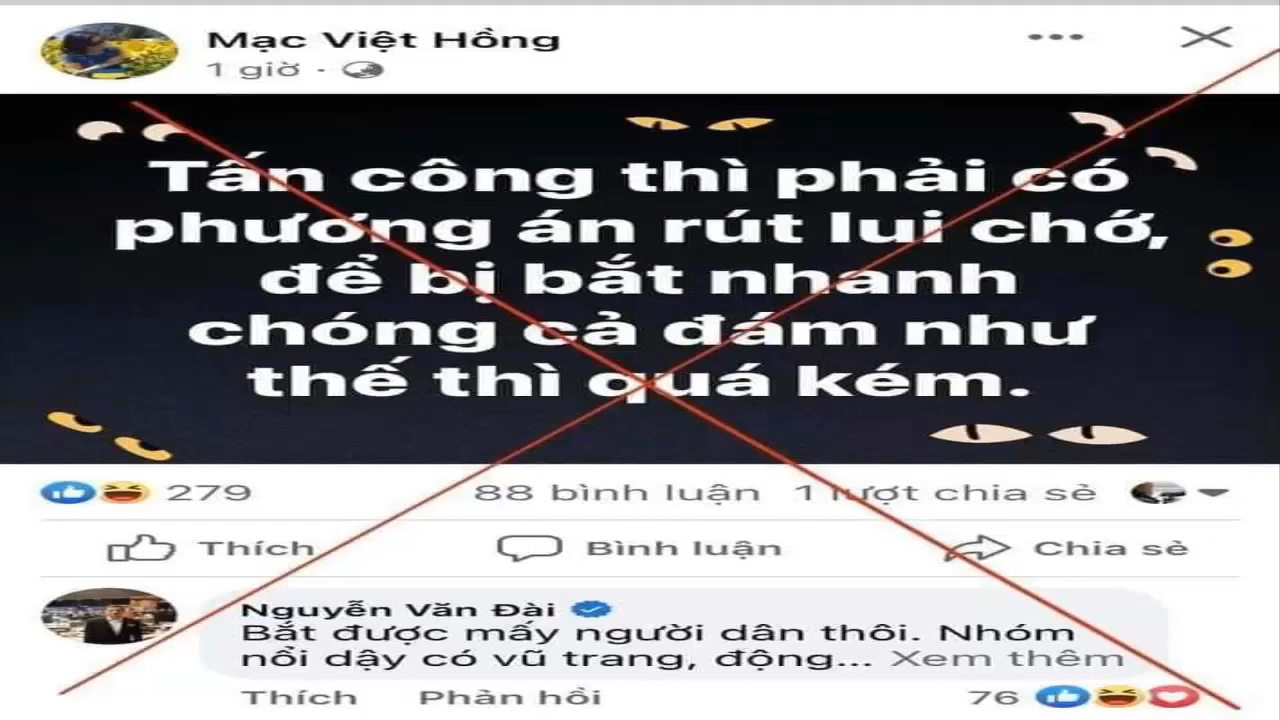 Mạc Việt Hồng
1 giờ ·
Tấn công thì phải có
phương án rút lui chớ,
để bị bắt nhanh
chóng cả đám như
thế thì quá kém.
279
88 bình luận 1 lượt chia sẻ
Thích
Bình luận
Chia sẻ
Nguyễn Văn Đài
Bắt được mấy người dân thôi. Nhóm
nổi dậy có vũ trang, động... Xem thêm
Thích Phản hồi 76